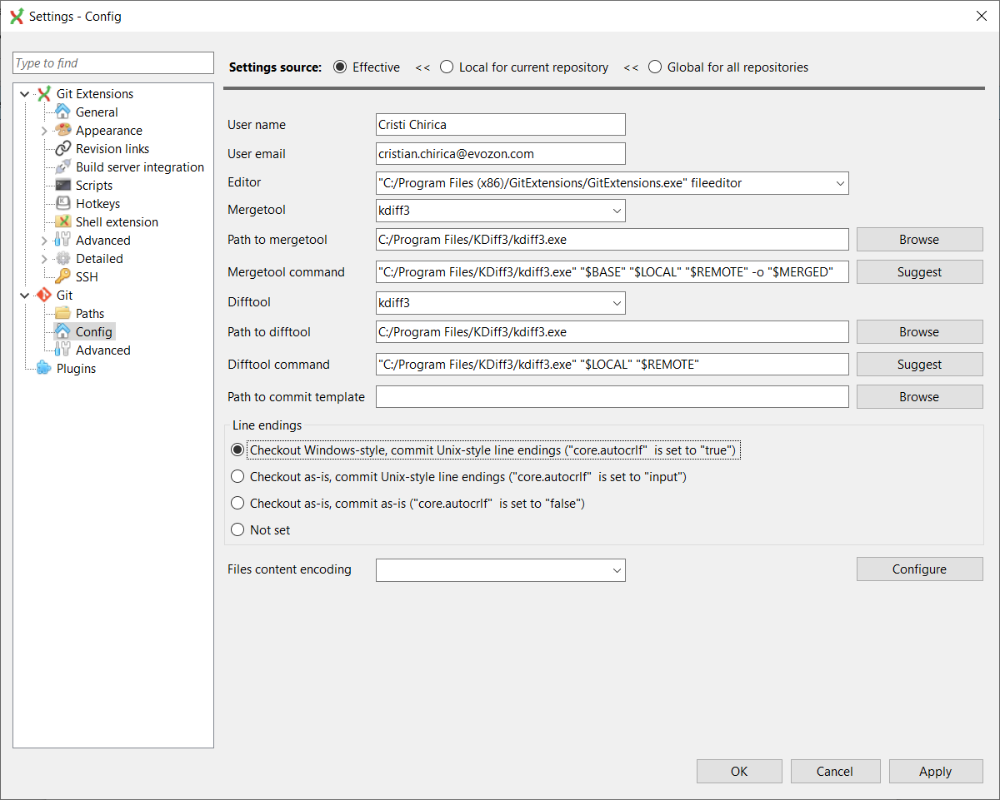 Settings - Config
Type to find
Settings source: Effective << Local for current repository << Global for all repositories
Git Extensions
General
Appearance
Revision links
Build server integration
Scripts
Hotkeys
Shell extension
Advanced
Detailed
SSH
Git
Paths
Config
Advanced
Plugins
User name Cristi Chirica
User email cristian.chirica@evozon.com
Editor "C:/Program Files (x86)/GitExtensions/GitExtensions.exe" fileeditor
Mergetool kdiff3
Path to mergetool C:/Program Files/KDiff3/kdiff3.exe Browse
Mergetool command "C:/Program Files/KDiff3/kdiff3.exe" "$BASE" "$LOCAL" "$REMOTE" -o "$MERGED" Suggest
Difftool kdiff3
Path to difftool C:/Program Files/KDiff3/kdiff3.exe Browse
Difftool command "C:/Program Files/KDiff3/kdiff3.exe" "$LOCAL" "$REMOTE" Suggest
Path to commit template Browse
Line endings
Checkout Windows-style, commit Unix-style line endings ("core.autocrlf" is set to "true")
Checkout as-is, commit Unix-style line endings ("core.autocrlf" is set to "input")
Checkout as-is, commit as-is ("core.autocrlf" is set to "false")
Not set
Files content encoding Configure
OK Cancel Apply